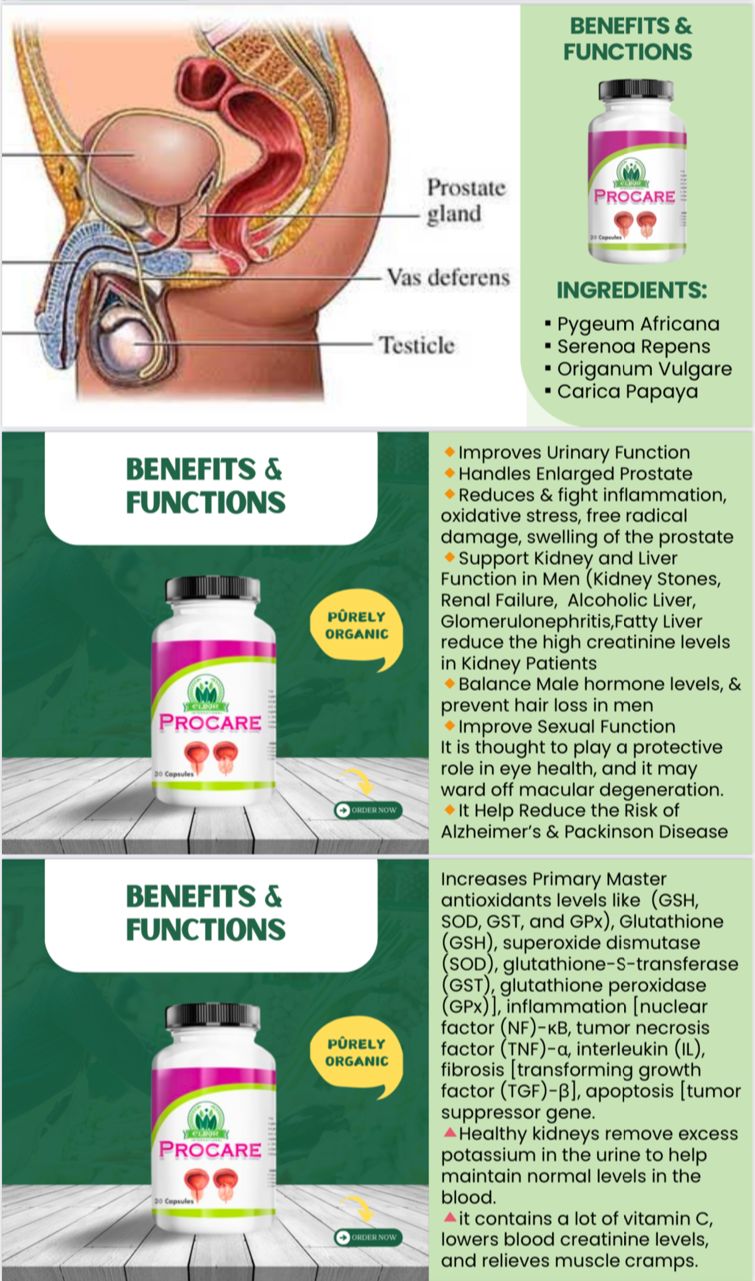 Prostate
gland
Vas deferens
Testicle
BENEFITS &
FUNCTIONS
PROCARE
INGREDIENTS:
▪ Pygeum Africana
▪ Serenoa Repens
▪ Origanum Vulgare
▪ Carica Papaya
BENEFITS &
FUNCTIONS
PÛRELY
ORGANIC
PROCARE
30 Capsules
ORDER NOW
🔸Improves Urinary Function
🔸Handles Enlarged Prostate
🔸Reduces & fight inflammation,
oxidative stress, free radical
damage, swelling of the prostate
🔸Support Kidney and Liver
Function in Men (Kidney Stones,
Renal Failure, Alcoholic Liver,
Glomerulonephritis,Fatty Liver
reduce the high creatinine levels
in Kidney Patients
🔸Balance Male hormone levels, &
prevent hair loss in men
🔸Improve Sexual Function
It is thought to play a protective
role in eye health, and it may
ward off macular degeneration.
🔸It Help Reduce the Risk of
Alzheimer's & Packinson Disease
BENEFITS &
FUNCTIONS
PÛRELY
ORGANIC
PROCARE
30 Capsules
ORDER NOW
Increases Primary Master
antioxidants levels like (GSH,
SOD, GST, and GPx), Glutathione
(GSH), superoxide dismutase
(SOD), glutathione-S-transferase
(GST), glutathione peroxidase
(GPx)], inflammation [nuclear
factor (NF)-κB, tumor necrosis
factor (TNF)-α, interleukin (IL),
fibrosis [transforming growth
factor (TGF)-β], apoptosis [tumor
suppressor gene.
🔺Healthy kidneys remove excess
potassium in the urine to help
maintain normal levels in the
blood.
🔺it contains a lot of vitamin C,
lowers blood creatinine levels,
and relieves muscle cramps.